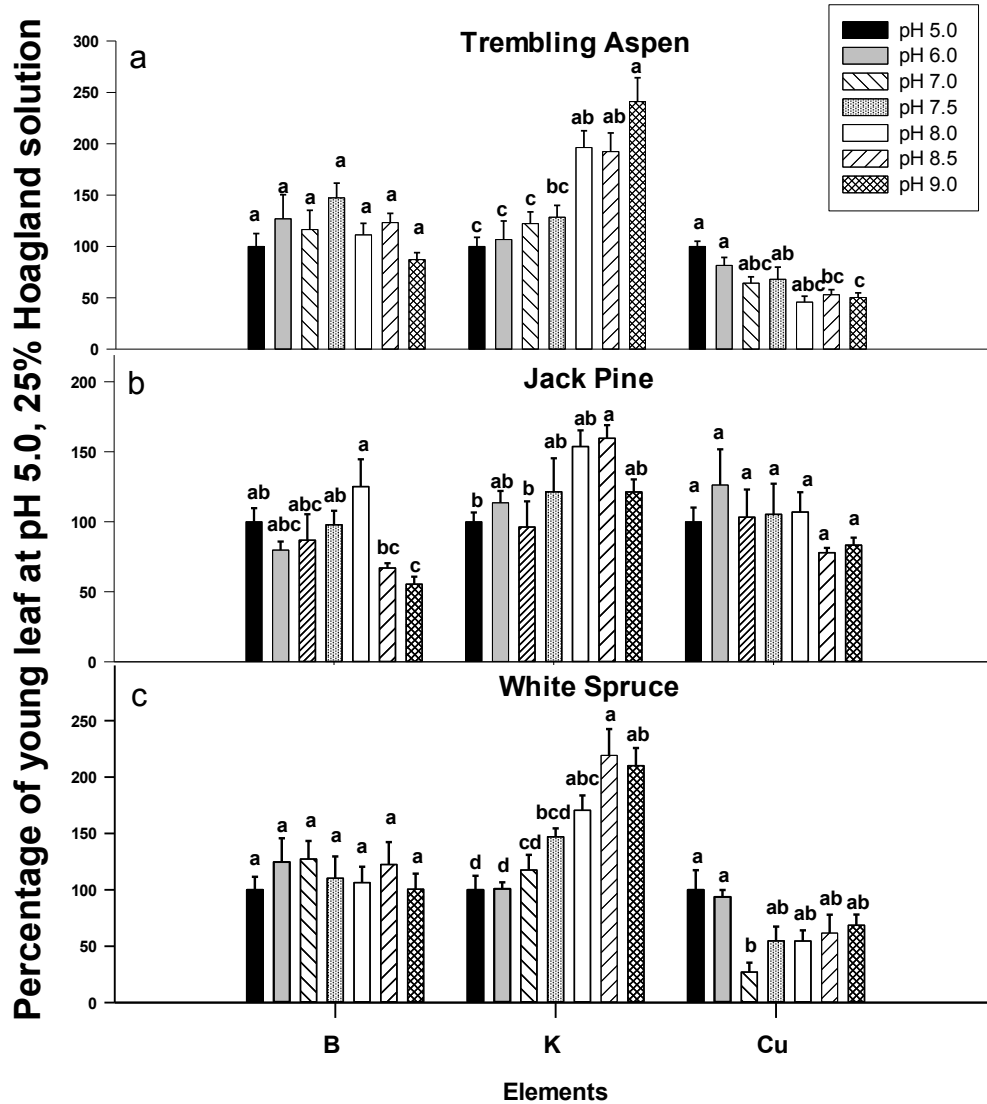 Percentage of young leaf at pH 5.0, 25% Hoagland solution
a
Trembling Aspen
pH 5.0
pH 6.0
pH 7.0
pH 7.5
pH 8.0
pH 8.5
pH 9.0
300
250
200
150
100
50
0
a a a a a a a
c c c bc ab ab a
a a abc ab abc bc c
b
Jack Pine
200
150
100
50
0
ab abc abc ab a bc c
b ab b ab ab a ab
a a a a a a a
c
White Spruce
250
200
150
100
50
0
a a a a a a a
d d cd bcd abc a ab
a a b ab ab ab ab
B K Cu
Elements